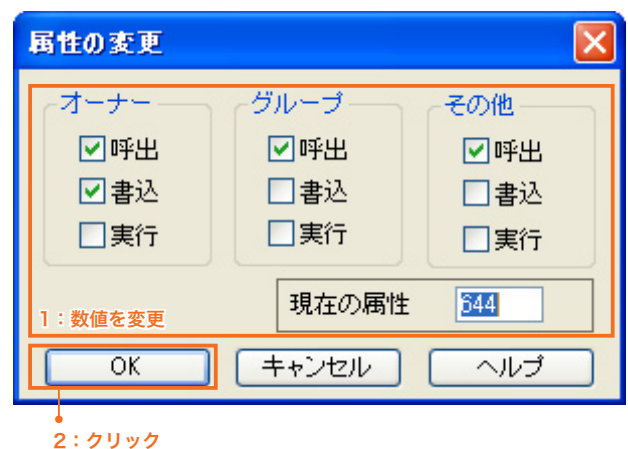 属性の変更
オーナー
グループ
その他
呼出
呼出
呼出
書込
書込
書込
実行
実行
実行
現在の属性 644
1：数値を変更
OK
キャンセル
ヘルプ
2：クリック